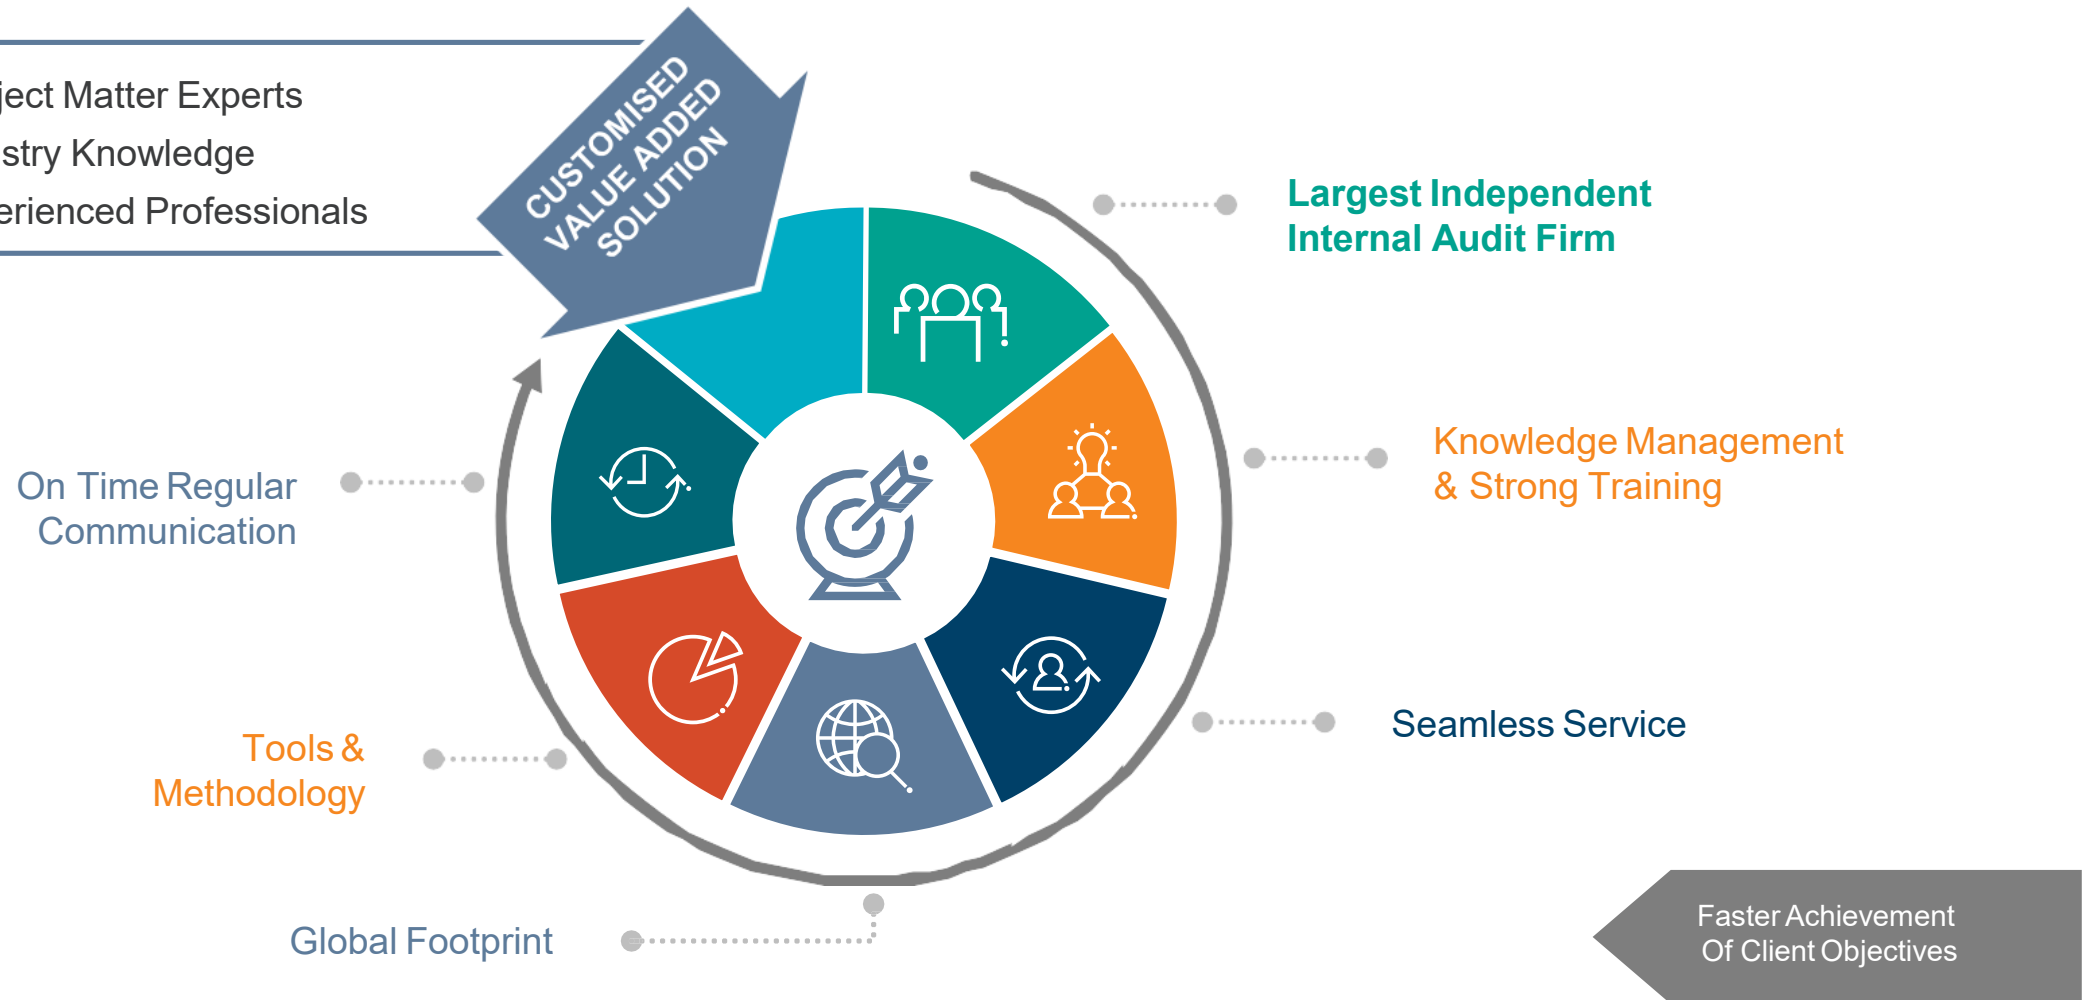 ject Matter Experts
stry Knowledge
erienced Professionals
CUSTOMISED
VALUE ADDED
SOLUTION
Largest Independent
Internal Audit Firm
Knowledge Management
& Strong Training
On Time Regular
Communication
Seamless Service
Tools &
Methodology
Global Footprint
Faster Achievement
Of Client Objectives